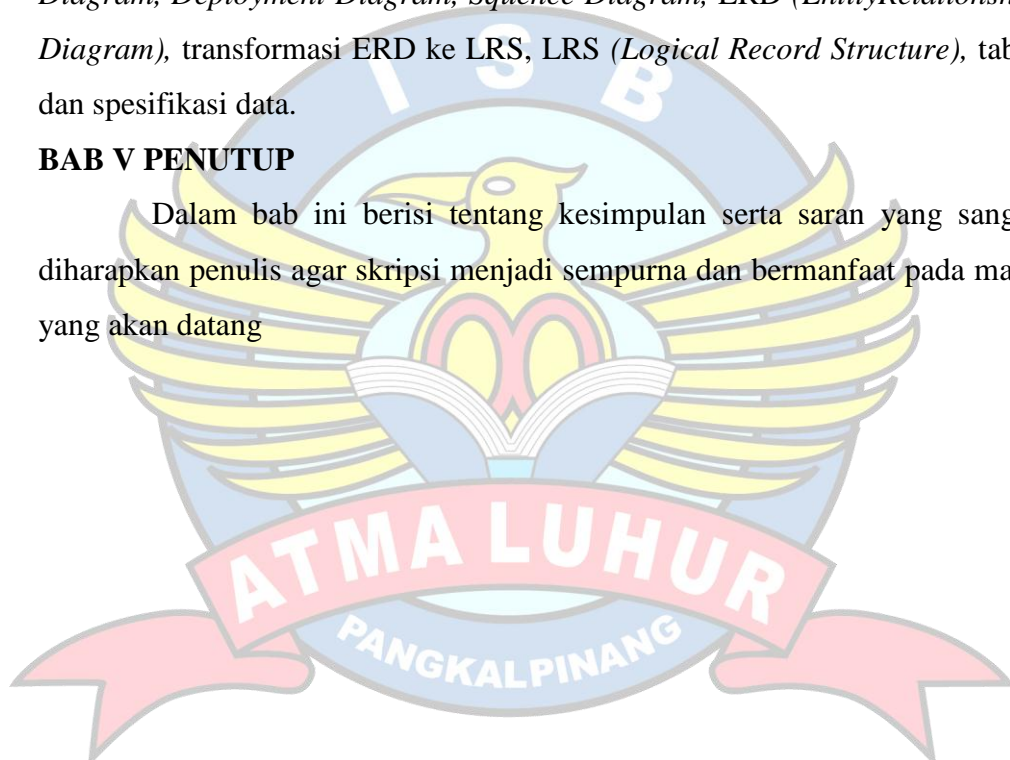 Diagram, Deployment Diagram, Squence Diagram, ERD (EntityRelationsh
Diagram), transformasi ERD ke LRS, LRS (Logical Record Structure), tab
dan spesifikasi data.
BAB V PENUTUP
Dalam bab ini berisi tentang kesimpulan serta saran yang sang
diharapkan penulis agar skripsi menjadi sempurna dan bermanfaat pada ma
yang akan datang
I S B
ATMA LUHUR
PANGKALPINANG